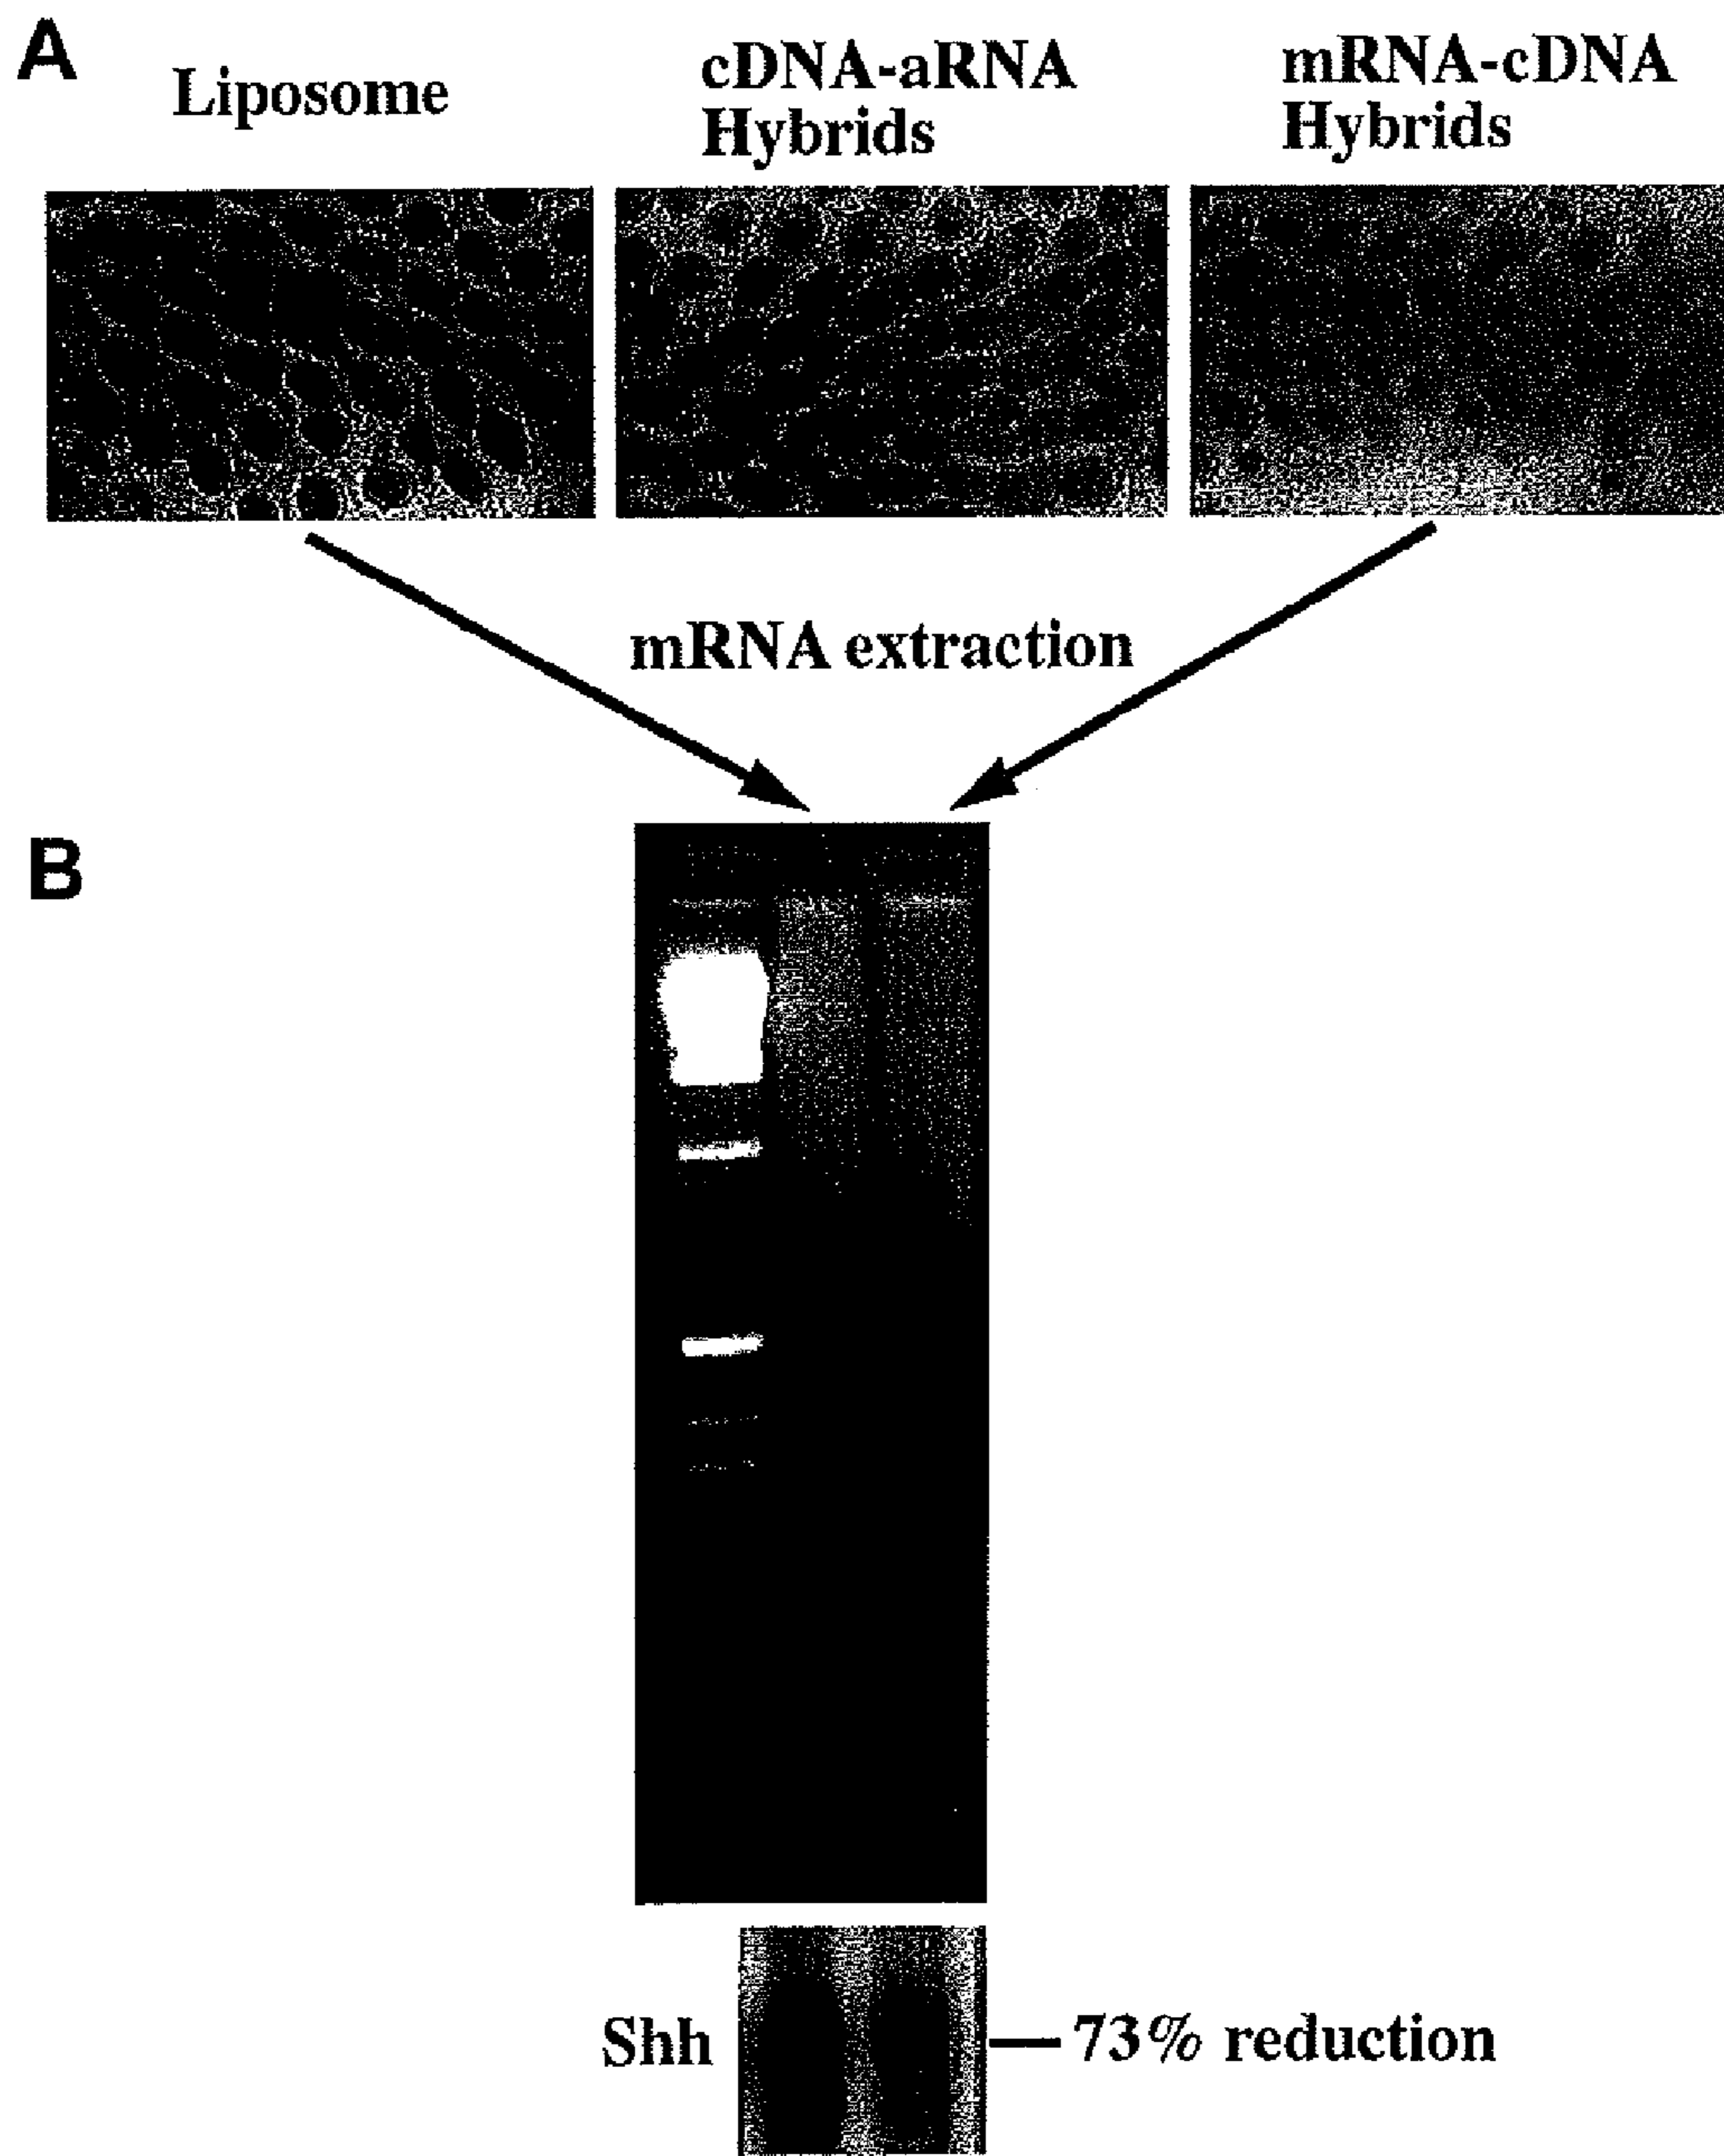 A
Liposome
cDNA-aRNA
Hybrids
mRNA-cDNA
Hybrids
mRNA extraction
B
Shh
73% reduction